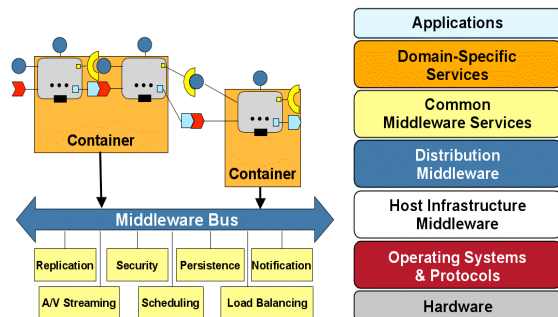 Container
Container
Middleware Bus
Replication
Security
Persistence
Notification
A/V Streaming
Scheduling
Load Balancing
Applications
Domain-Specific
Services
Common
Middleware Services
Distribution
Middleware
Host Infrastructure
Middleware
Operating Systems
& Protocols
Hardware